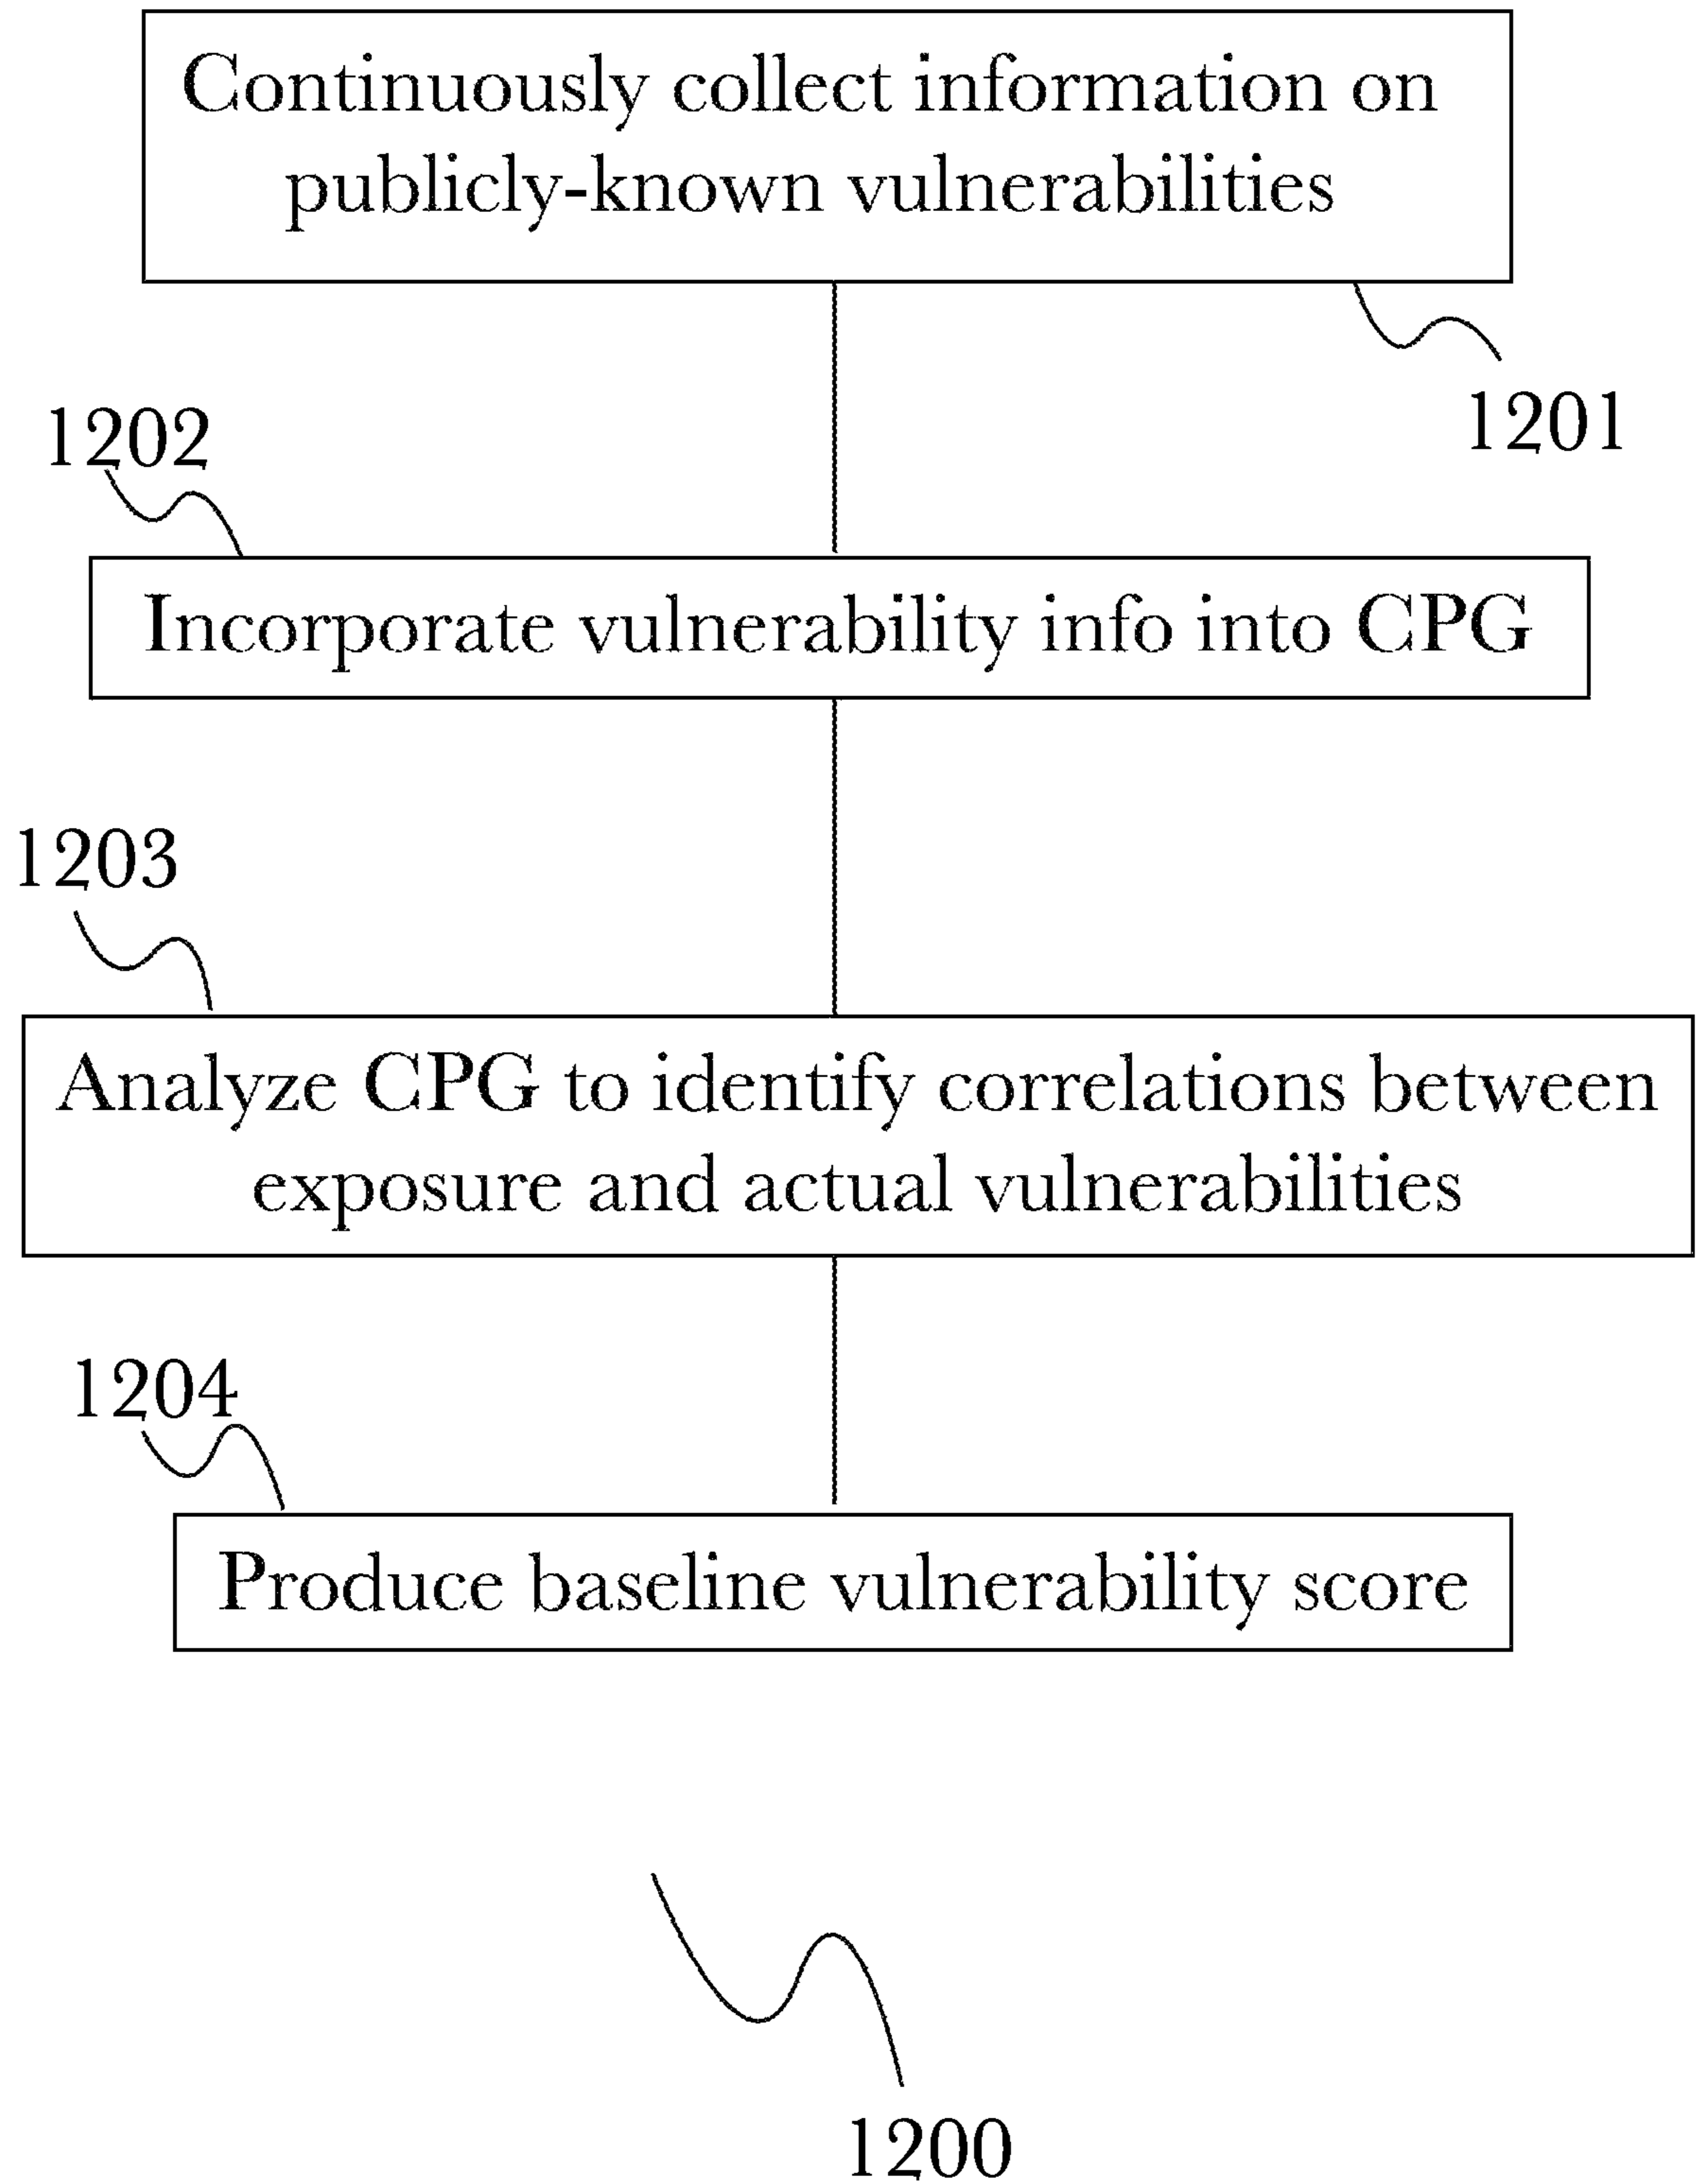 Continuously collect information on
publicly-known vulnerabilities
1201
1202
Incorporate vulnerability info into CPG
1203
Analyze CPG to identify correlations between
exposure and actual vulnerabilities
1204
Produce baseline vulnerability score
1200